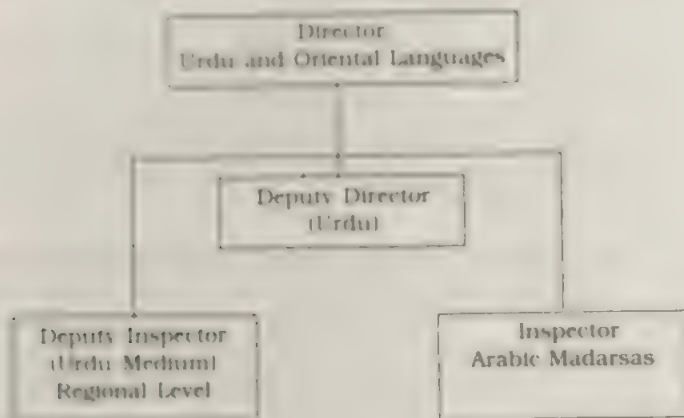 Director
Urdu and Oriental Languages
Deputy Director
(Urdu)
Deputy Inspector
(Urdu Medium)
Regional Level
Inspector
Arabic Madarsas